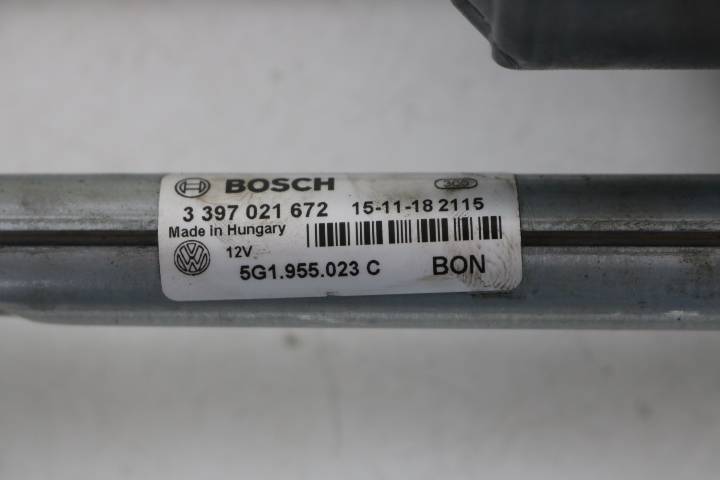 BOSCH
3 397 021 672 15-11-18 2115
Made in Hungary
12V
5G1.955.023 C BON